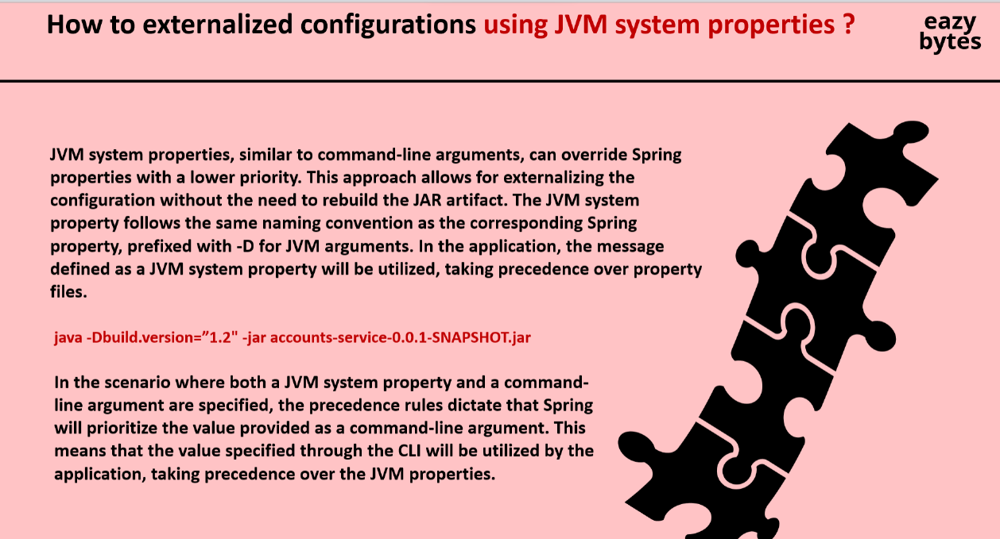 How to externalized configurations using JVM system properties ?
eazy
bytes
JVM system properties, similar to command-line arguments, can override Spring
properties with a lower priority. This approach allows for externalizing the
configuration without the need to rebuild the JAR artifact. The JVM system
property follows the same naming convention as the corresponding Spring
property, prefixed with -D for JVM arguments. In the application, the message
defined as a JVM system property will be utilized, taking precedence over property
files.
java -Dbuild.version=”1.2" -jar accounts-service-0.0.1-SNAPSHOT.jar
In the scenario where both a JVM system property and a command-
line argument are specified, the precedence rules dictate that Spring
will prioritize the value provided as a command-line argument. This
means that the value specified through the CLI will be utilized by the
application, taking precedence over the JVM properties.